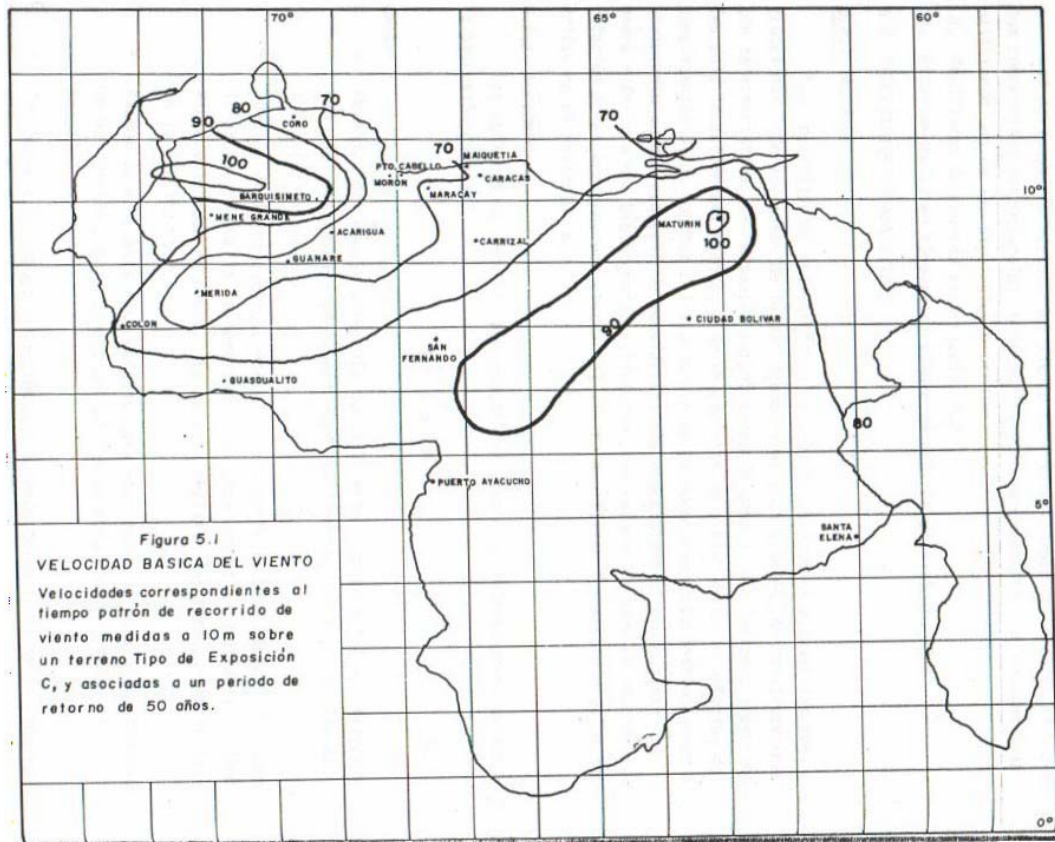 70°
65°
60°
70
80
90
CORO
100
70
MAIQUETIA
PTO. CABELLO
MORON
CARACAS
MARACAY
70
10°
BARQUISIMETO
MENE GRANDE
ACARIGUA
CARRIZAL
GUANARE
MATURIN
100
MERIDA
COLON
SAN
FERNANDO
90
CIUDAD BOLIVAR
GUASDUALITO
80
PUERTO AYACUCHO
5°
SANTA
ELENA
Figura 5.1
VELOCIDAD BASICA DEL VIENTO
Velocidades correspondientes al
tiempo patrón de recorrido de
viento medidas a 10m sobre
un terreno Tipo de Exposición
C, y asociadas a un periodo de
retorno de 50 años.
0°